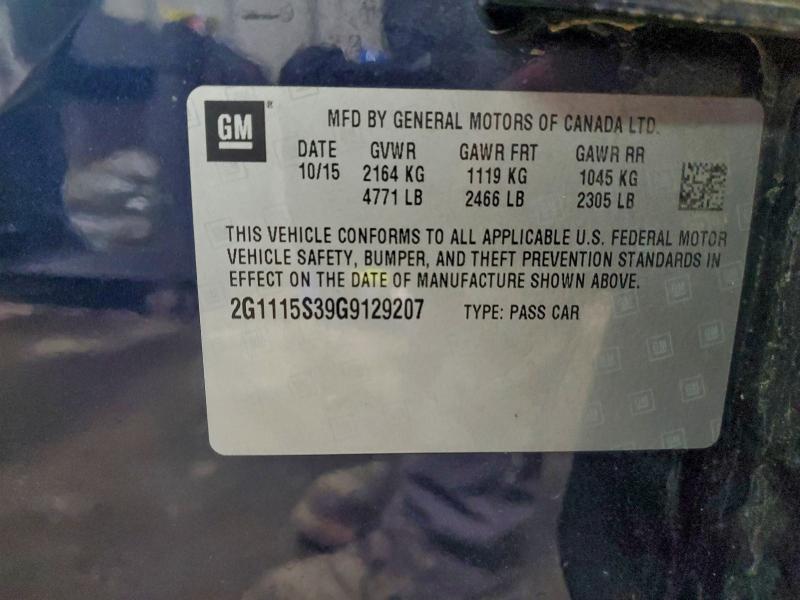 GM
MFD BY GENERAL MOTORS OF CANADA LTD.
DATE GVWR GAWR FRT GAWR RR
10/15 2164 KG 1119 KG 1045 KG
4771 LB 2466 LB 2305 LB
THIS VEHICLE CONFORMS TO ALL APPLICABLE U.S. FEDERAL MOTOR
VEHICLE SAFETY, BUMPER, AND THEFT PREVENTION STANDARDS IN
EFFECT ON THE DATE OF MANUFACTURE SHOWN ABOVE.
2G1115S39G9129207 TYPE: PASS CAR